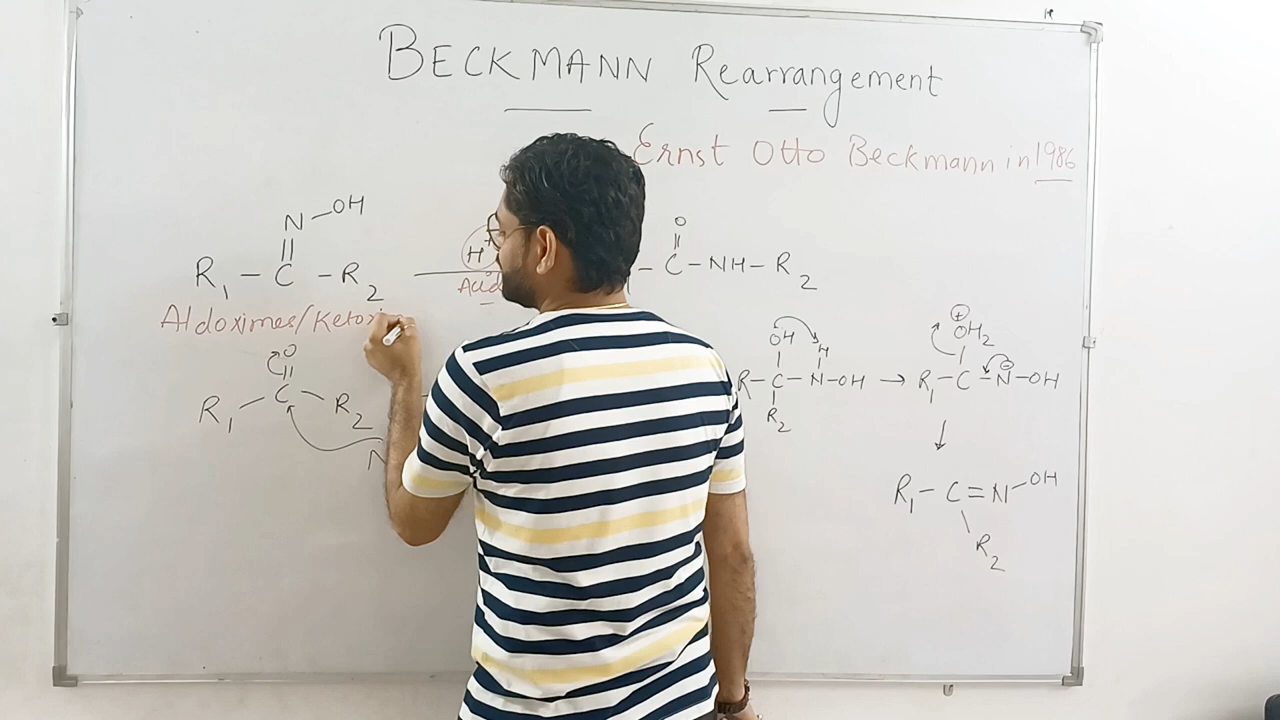 BECKMANN Rearrangement
Ernst Otto Beckmann in 1986
N-OH
||
R1 - C - R2
H+
Acid
O
||
- C - NH - R2
Aldoximes/
O
||
C
R1
R2
N
OH
H
R - C - N - OH →
R2
⊕
OH2
⊖
R1 - C - N - OH
↓
R1 - C = N - OH
R2